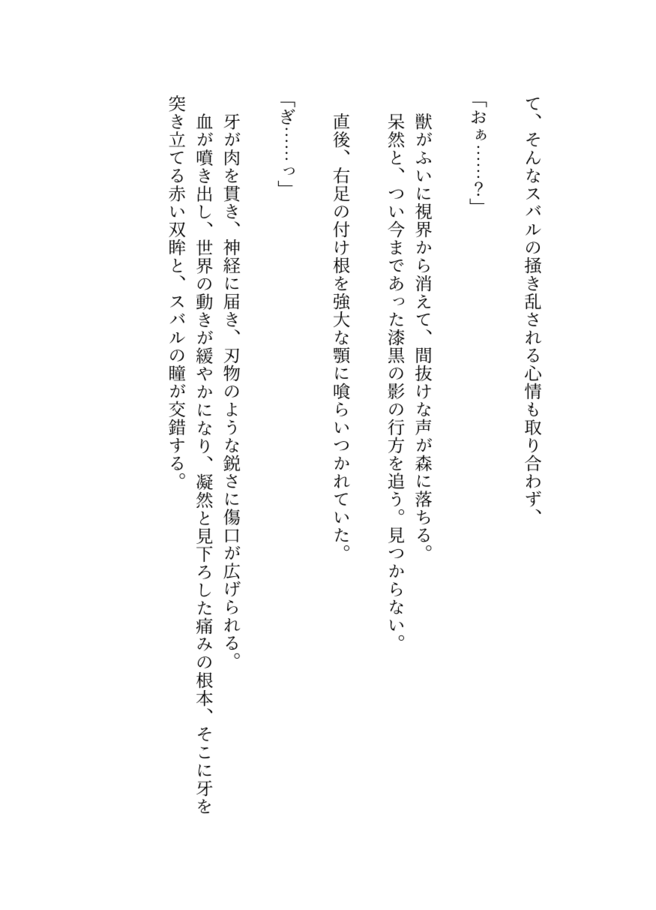 て、そんなスバルの掻き乱される心情も取り合わず、
「おぁ……？」
獣がふいに視界から消えて、間抜けな声が森に落ちる。
呆然と、つい今まであった漆黒の影の行方を追う。見つからない。
直後、右足の付け根を強大な顎に喰らいつかれていた。
「ぎ……っ」
牙が肉を貫き、神経に届き、刃物のような鋭さに傷口が広げられる。
血が噴き出し、世界の動きが緩やかになり、凝然と見下ろした痛みの根本、そこに牙を
突き立てる赤い双眸と、スバルの瞳が交錯する。